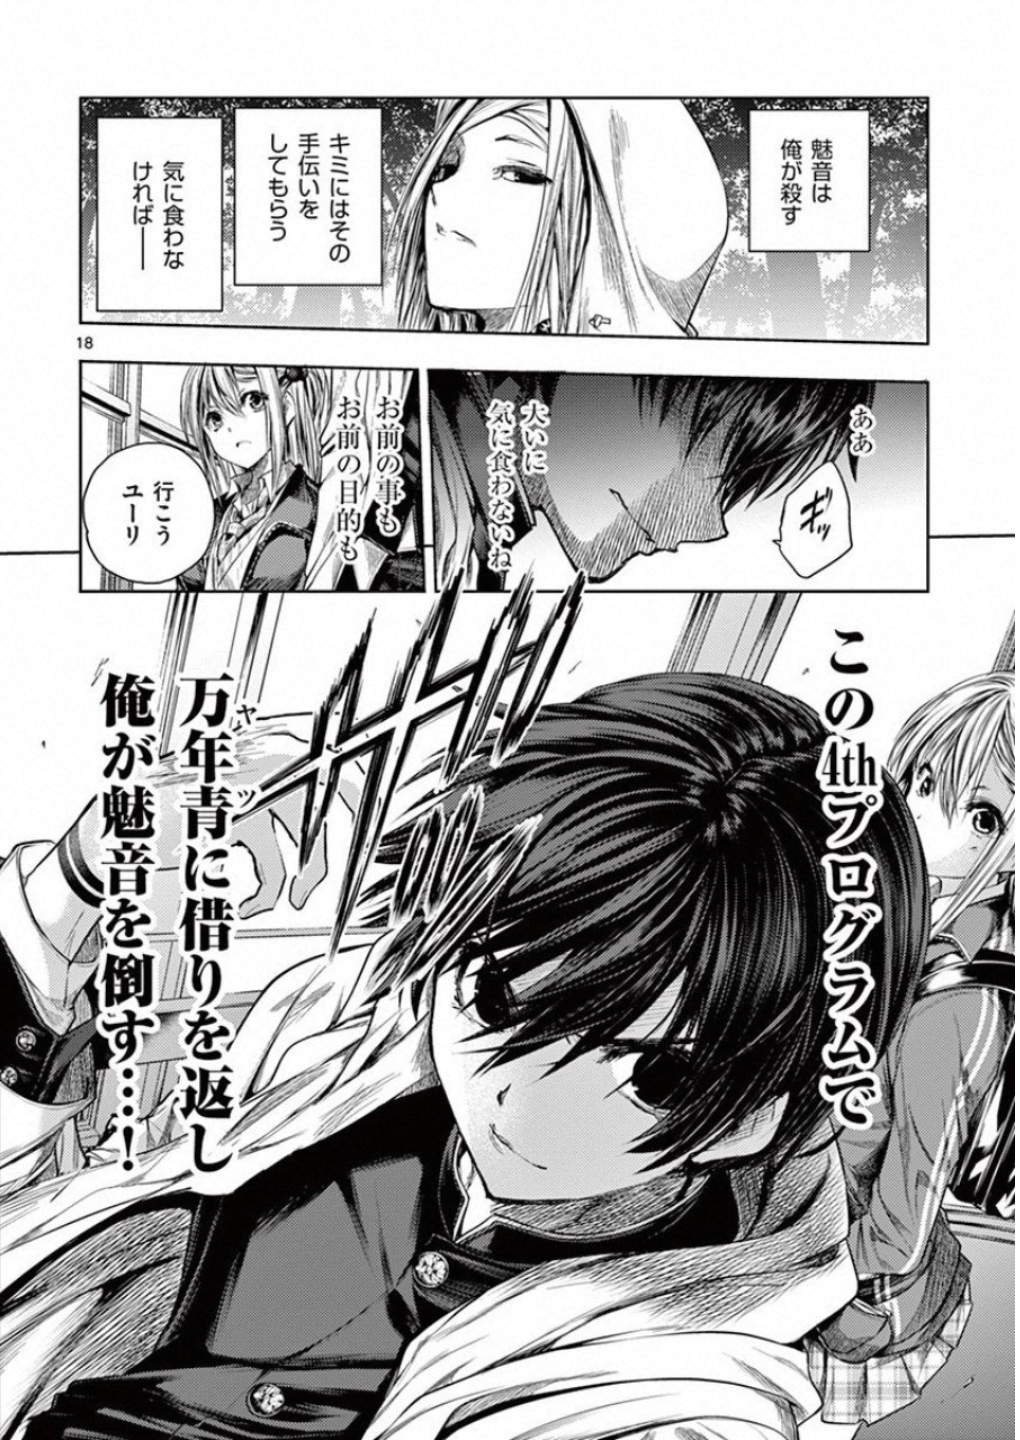 魅音は
俺が殺す
キミにはその
手伝いを
してもらう
気に食わな
ければ――
18
ああ
ギッ
大いに
気に食わないね
お前の事も
お前の目的も
行こう
ユーリ
この4thプログラムで
万年青に借りを返し
ヤツ
俺が魅音を倒す…！